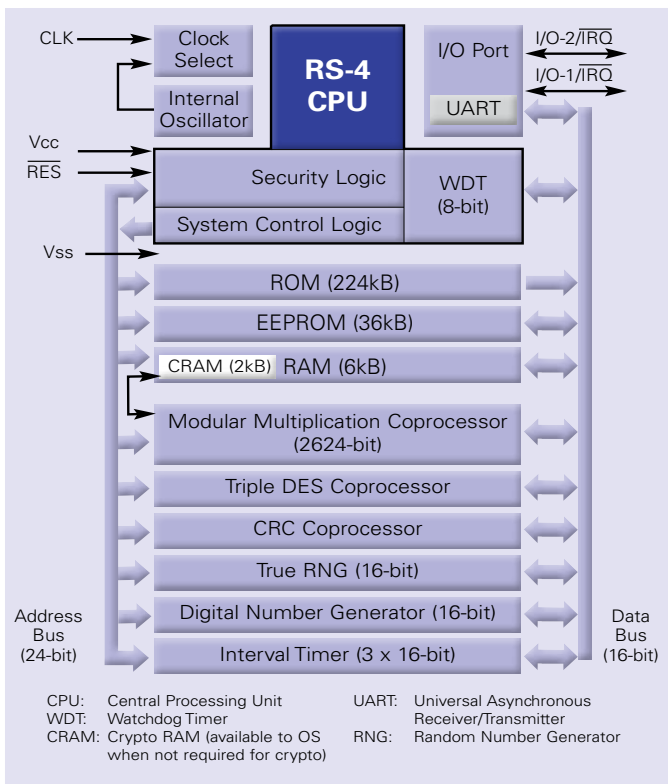 CLK
Clock
Select
Internal
Oscillator
RS-4
CPU
I/O Port
UART
I/O-2/IRQ
I/O-1/IRQ
Vcc
RES
Vss
Security Logic
System Control Logic
WDT
(8-bit)
ROM (224kB)
EEPROM (36kB)
CRAM (2kB) RAM (6kB)
Modular Multiplication Coprocessor
(2624-bit)
Triple DES Coprocessor
CRC Coprocessor
True RNG (16-bit)
Digital Number Generator (16-bit)
Interval Timer (3 x 16-bit)
Address
Bus
(24-bit)
Data
Bus
(16-bit)
CPU: Central Processing Unit
WDT: Watchdog Timer
CRAM: Crypto RAM (available to OS
when not required for crypto)
UART: Universal Asynchronous
Receiver/Transmitter
RNG: Random Number Generator